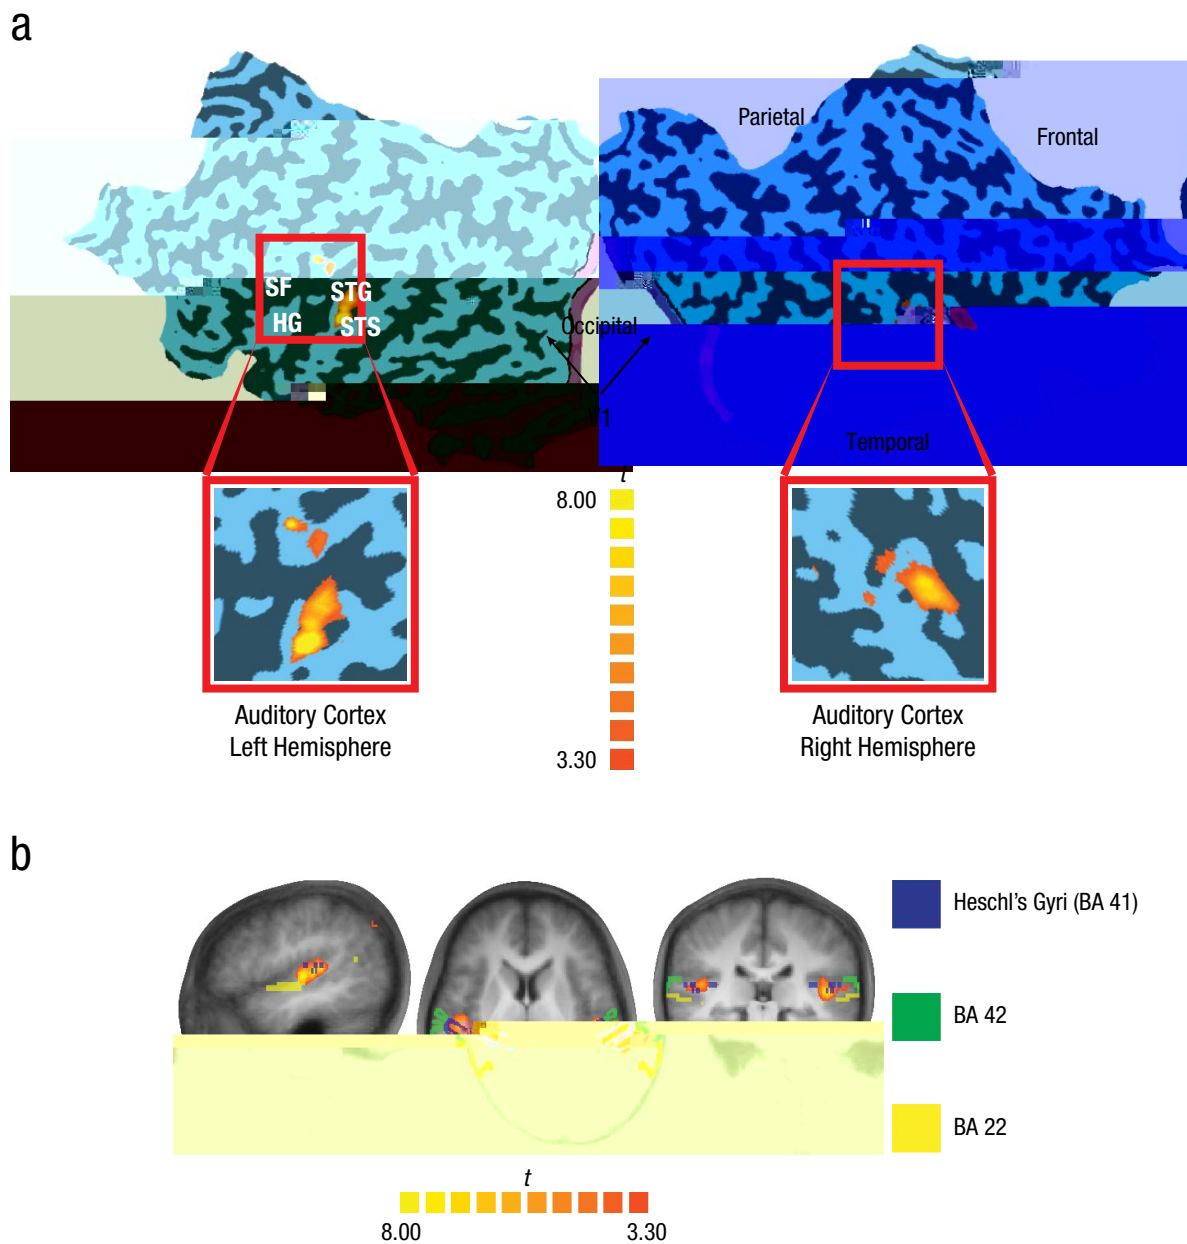 a
Parietal
Frontal
SF
STG
HG
STS
Occipital
V1
Temporal
t
8.00
3.30
Auditory Cortex
Left Hemisphere
Auditory Cortex
Right Hemisphere
b
Heschl's Gyri (BA 41)
BA 42
BA 22
t
8.00
3.30